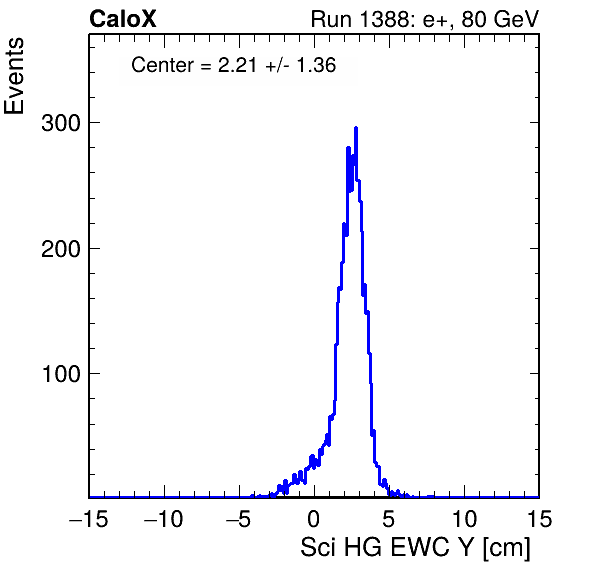 CaloX Run 1388: e+, 80 GeV
Events
Center = 2.21 +/- 1.36
300
200
100
−15 −10 −5 0 5 10 15
Sci HG EWC Y [cm]